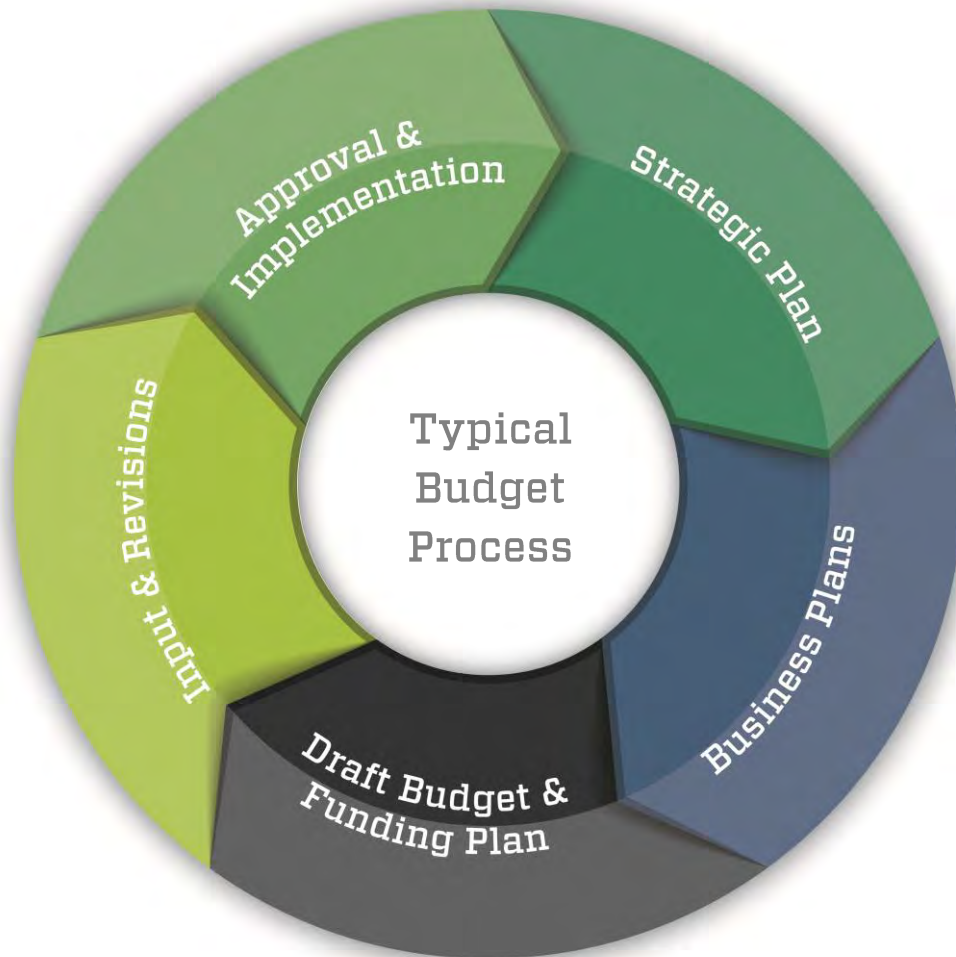 Typical
Budget
Process
Strategic Plan
Business Plans
Draft Budget &
Funding Plan
Input & Revisions
Approval &
Implementation